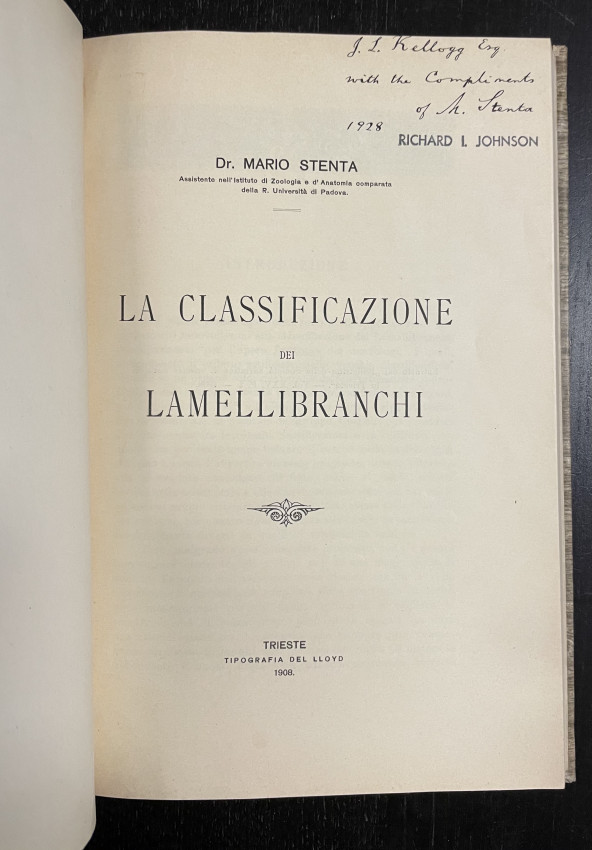 J. L. Kellogg Esq
with the Compliments
of M. Stenta
1928
RICHARD I. JOHNSON
Dr. MARIO STENTA
Assistente nell'Istituto di Zoologia e d'Anatomia comparata
della R. Università di Padova.
LA CLASSIFICAZIONE
DEI
LAMELLIBRANCHI
TRIESTE
TIPOGRAFIA DEL LLOYD
1908.